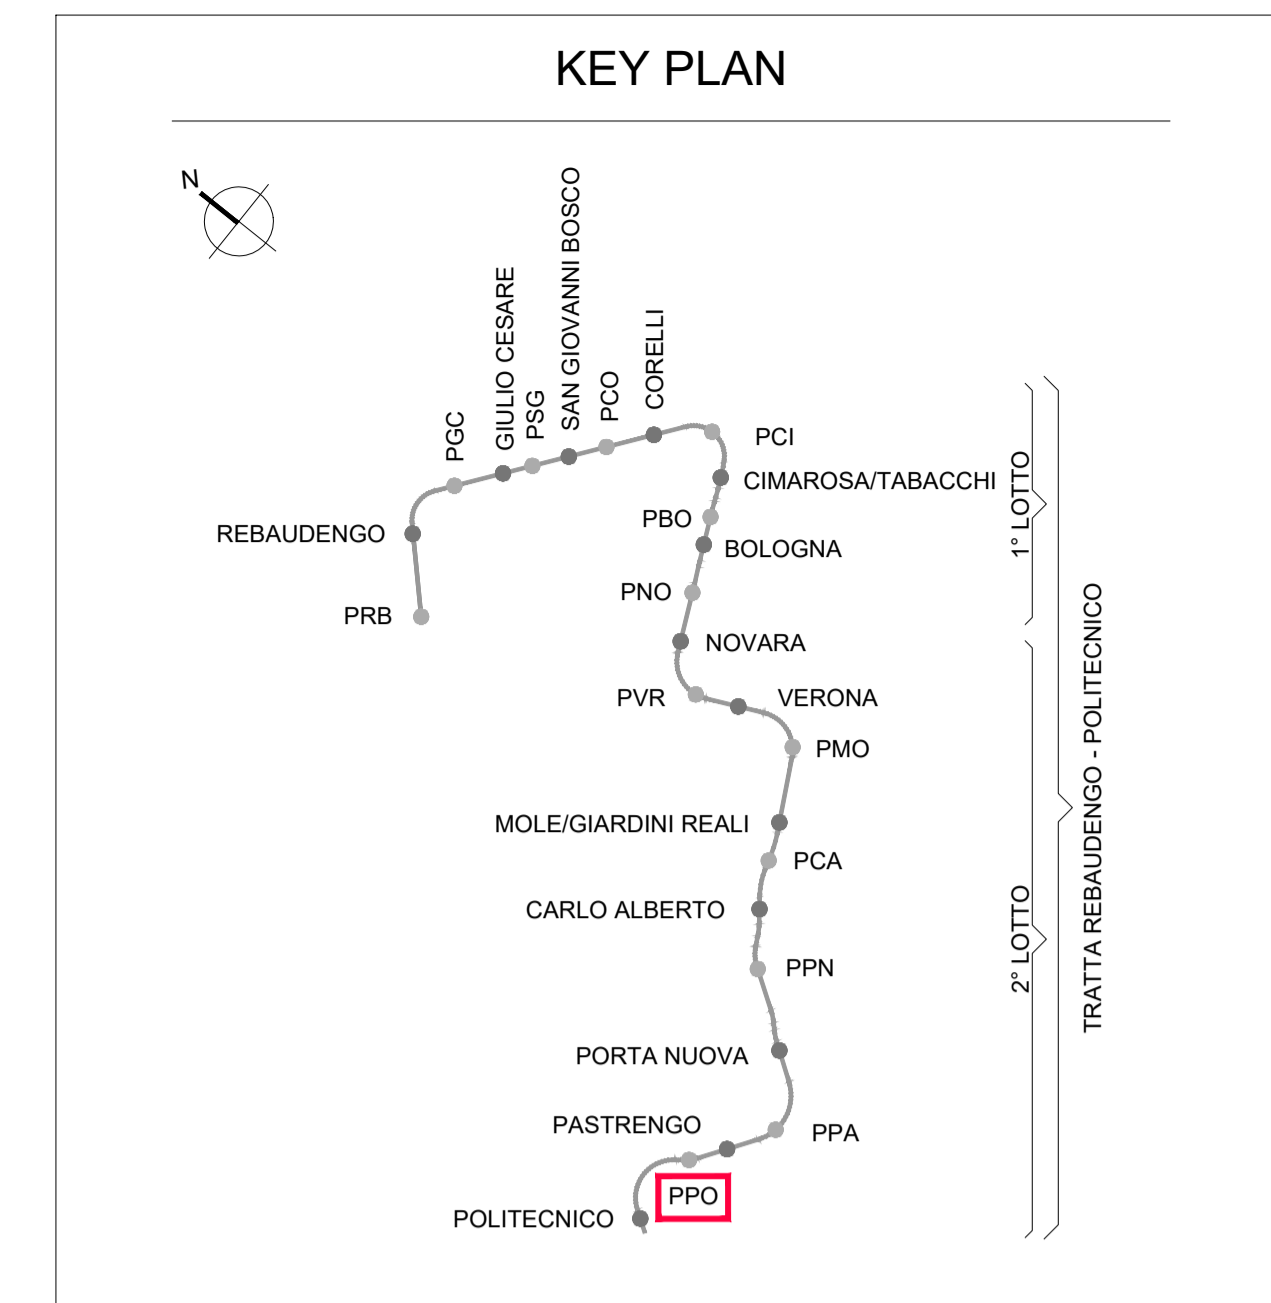 KEY PLAN
N
PGC
GIULIO CESARE
PSG
SAN GIOVANNI BOSCO
PCO
CORELLI
PCI
CIMAROSA/TABACCHI
REBAUDENGO
PBO
BOLOGNA
PNO
PRB
NOVARA
PVR
VERONA
PMO
MOLE/GIARDINI REALI
PCA
CARLO ALBERTO
PPN
PORTA NUOVA
PASTRENGO
PPA
PPO
POLITECNICO
1° LOTTO
2° LOTTO
TRATTA REBAUDENGO - POLITECNICO